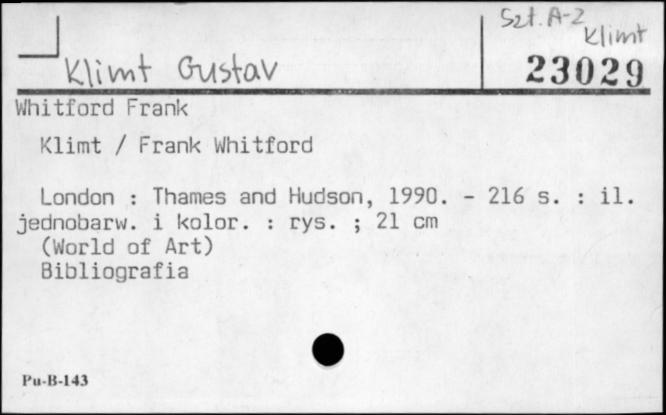 Szt. A-Z
Klimt
Klimt Gustav
23029
Whitford Frank
Klimt / Frank Whitford
London : Thames and Hudson, 1990. - 216 s. : il.
jednobarw. i kolor. : rys. ; 21 cm
(World of Art)
Bibliografia
Pu-B-143